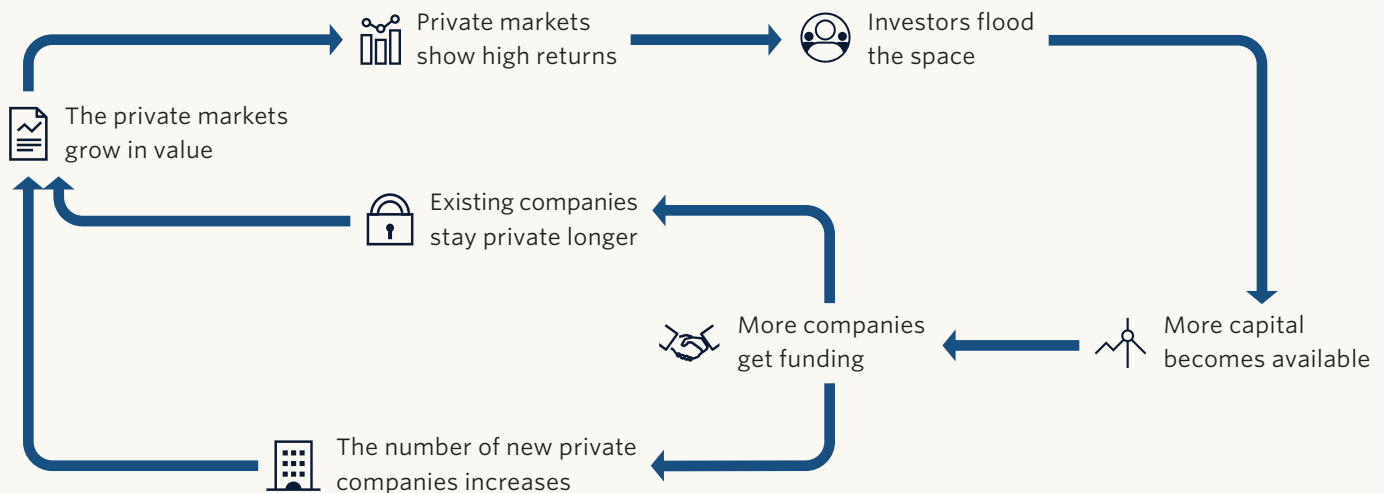 Private markets
show high returns
Investors flood
the space
The private markets
grow in value
Existing companies
stay private longer
More companies
get funding
More capital
becomes available
The number of new private
companies increases